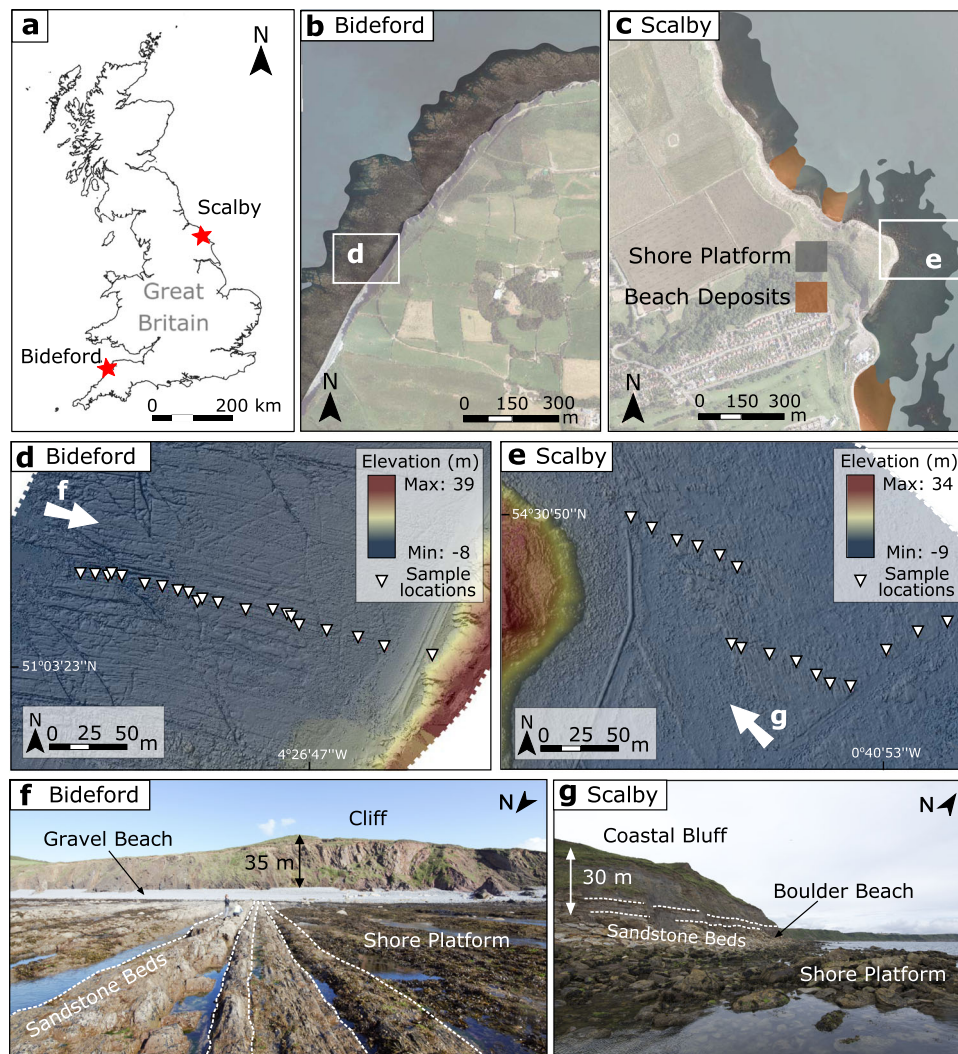 a
N
Scalby
Great
Britain
Bideford
0 200 km
b Bideford
d
N
0 150 300
m
c Scalby
Shore Platform
Beach Deposits
e
N
0 150 300
m
d Bideford
f
Elevation (m)
Max: 39
Min: -8
Sample
locations
51°03'23''N
N
0 25 50
m
4°26'47''W
e Scalby
54°30'50''N
Elevation (m)
Max: 34
Min: -9
Sample
locations
g
N
0 25 50
m
0°40'53''W
f Bideford
N
Cliff
Gravel Beach
35 m
Shore Platform
Sandstone Beds
g Scalby
N
Coastal Bluff
30 m
Boulder Beach
Sandstone Beds
Shore Platform